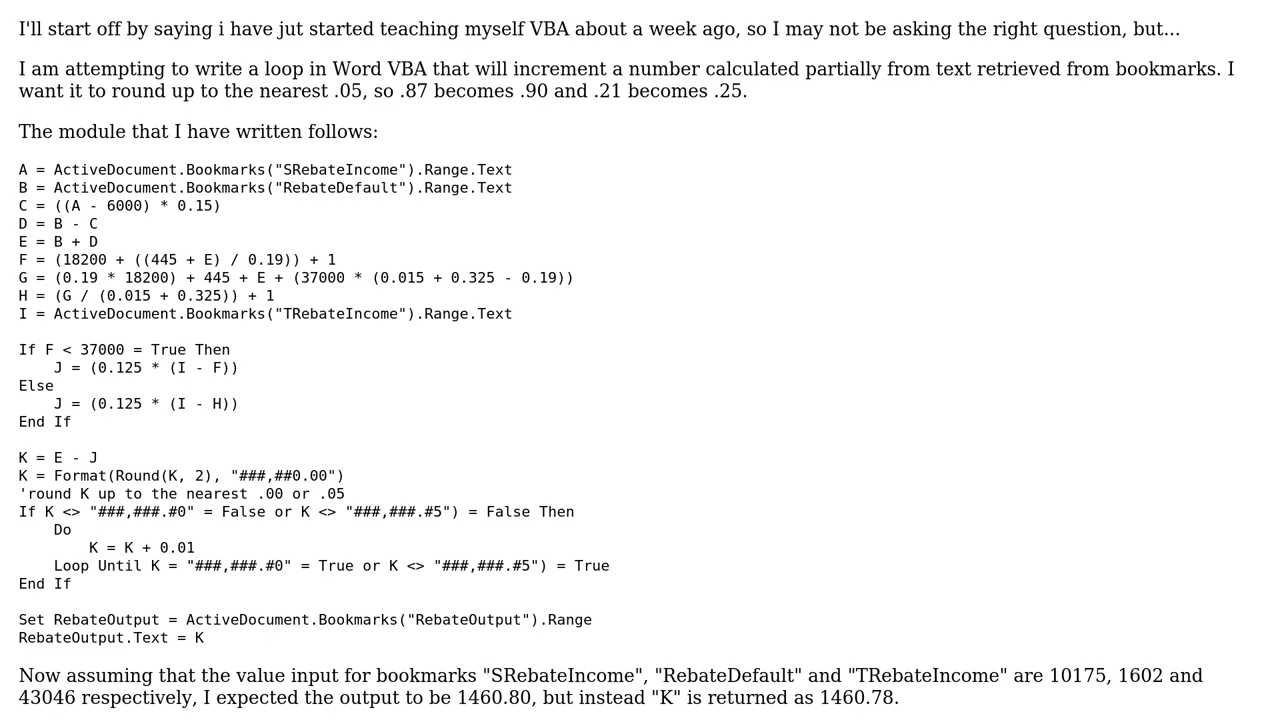 I'll start off by saying i have jut started teaching myself VBA about a week ago, so I may not be asking the right question, but...
I am attempting to write a loop in Word VBA that will increment a number calculated partially from text retrieved from bookmarks. I
want it to round up to the nearest .05, so .87 becomes .90 and .21 becomes .25.
The module that I have written follows:
A = ActiveDocument.Bookmarks("SRebateIncome").Range.Text
B = ActiveDocument.Bookmarks("RebateDefault").Range.Text
C = ((A - 6000) * 0.15)
D = B - C
E = B + D
F = (18200 + ((445 + E) / 0.19)) + 1
G = (0.19 * 18200) + 445 + E + (37000 * (0.015 + 0.325 - 0.19))
H = (G / (0.015 + 0.325)) + 1
I = ActiveDocument.Bookmarks("TRebateIncome").Range.Text
If F < 37000 = True Then
    J = (0.125 * (I - F))
Else
    J = (0.125 * (I - H))
End If
K = E - J
K = Format(Round(K, 2), "###,##0.00")
'round K up to the nearest .00 or .05
If K <> "###,###.#0" = False or K <> "###,###.#5") = False Then
    Do
        K = K + 0.01
    Loop Until K = "###,###.#0" = True or K <> "###,###.#5") = True
End If
Set RebateOutput = ActiveDocument.Bookmarks("RebateOutput").Range
RebateOutput.Text = K
Now assuming that the value input for bookmarks "SRebateIncome", "RebateDefault" and "TRebateIncome" are 10175, 1602 and
43046 respectively, I expected the output to be 1460.80, but instead "K" is returned as 1460.78.